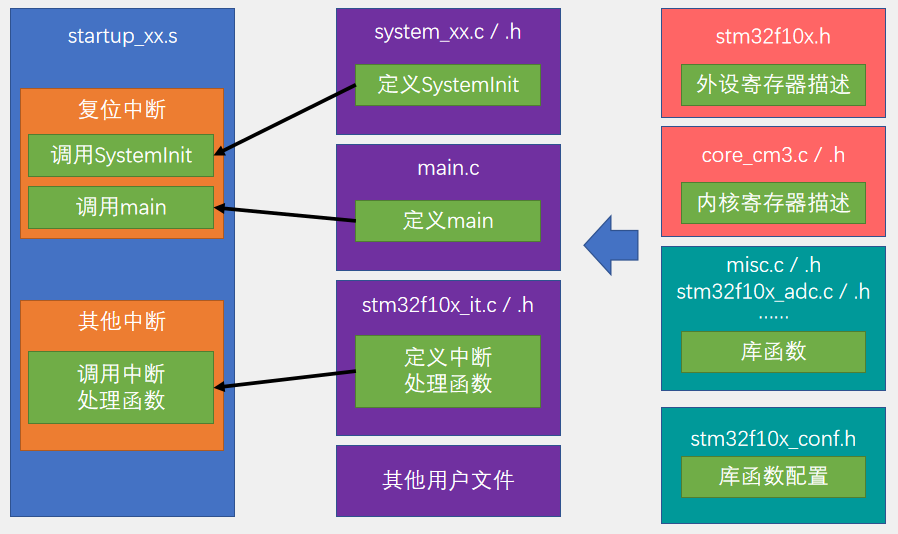 startup_xx.s
复位中断
调用SystemInit
调用main
其他中断
调用中断
处理函数
system_xx.c / .h
定义SystemInit
main.c
定义main
stm32f10x_it.c / .h
定义中断
处理函数
其他用户文件
stm32f10x.h
外设寄存器描述
core_cm3.c / .h
内核寄存器描述
misc.c / .h
stm32f10x_adc.c / .h
……
库函数
stm32f10x_conf.h
库函数配置